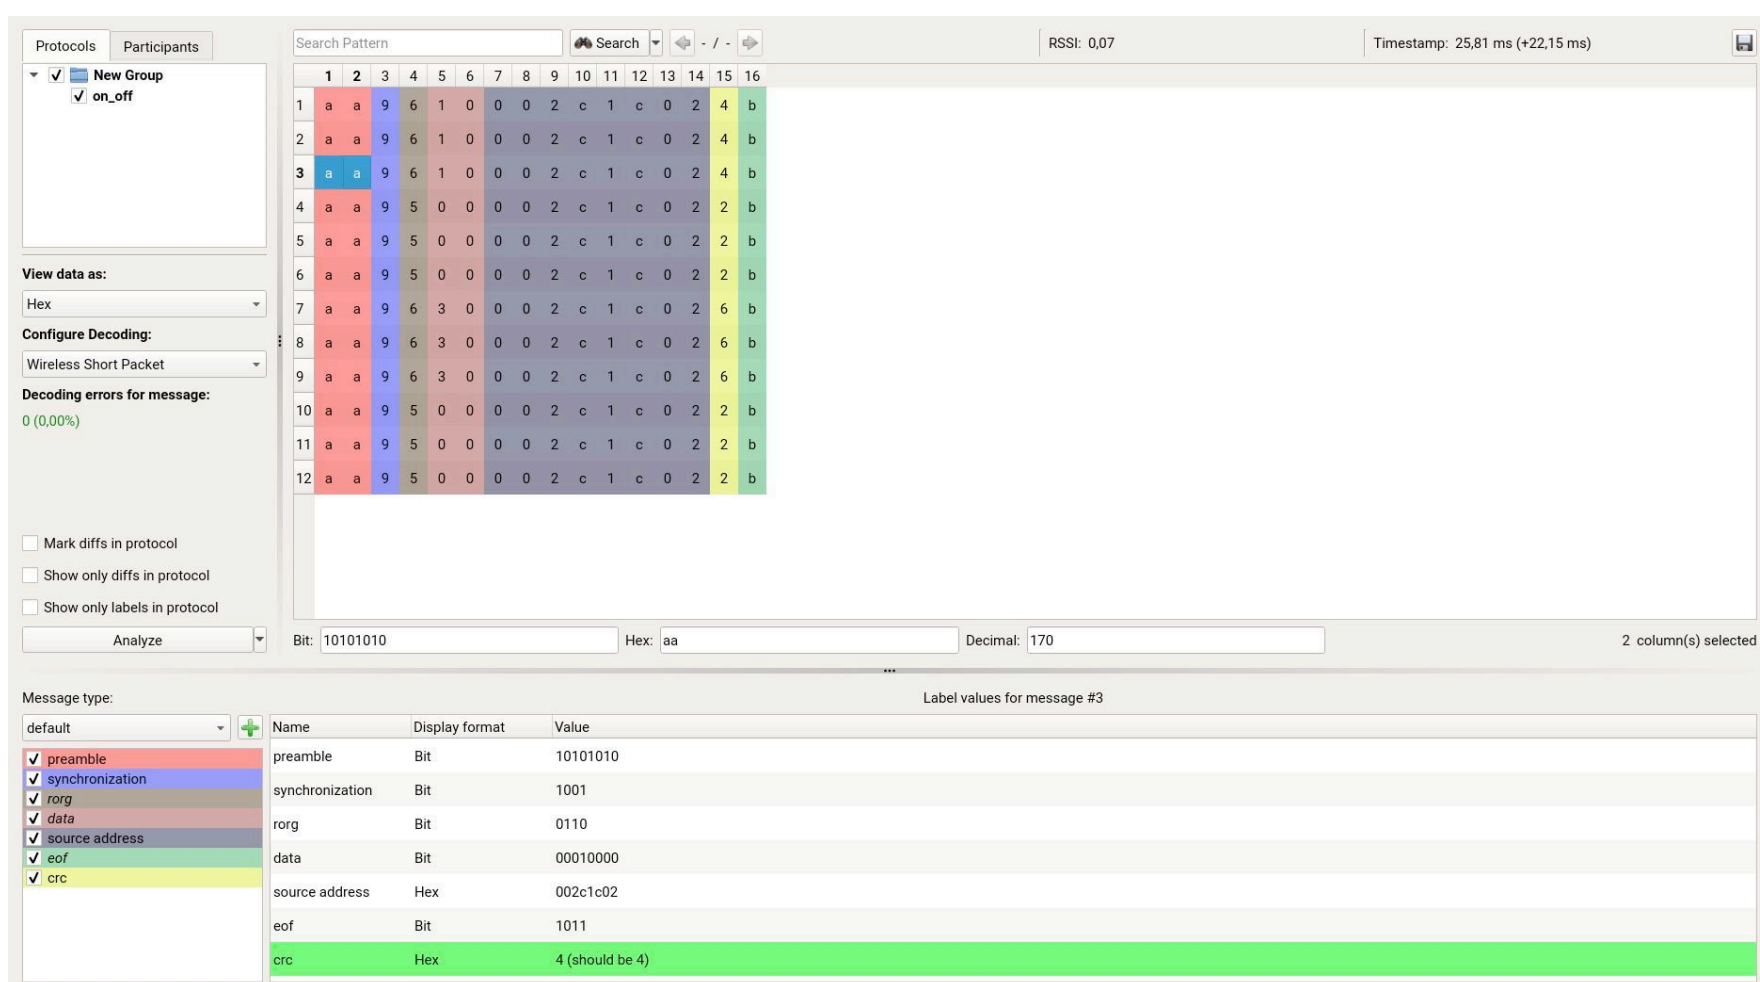 Protocols Participants
Search Pattern Search - / - RSSI: 0,07 Timestamp: 25,81 ms (+22,15 ms)
New Group
on_off
1 2 3 4 5 6 7 8 9 10 11 12 13 14 15 16
1 a a 9 6 1 0 0 0 2 c 1 c 0 2 4 b
2 a a 9 6 1 0 0 0 2 c 1 c 0 2 4 b
3 a a 9 6 1 0 0 0 2 c 1 c 0 2 4 b
4 a a 9 5 0 0 0 0 2 c 1 c 0 2 2 b
5 a a 9 5 0 0 0 0 2 c 1 c 0 2 2 b
6 a a 9 5 0 0 0 0 2 c 1 c 0 2 2 b
7 a a 9 6 3 0 0 0 2 c 1 c 0 2 6 b
8 a a 9 6 3 0 0 0 2 c 1 c 0 2 6 b
9 a a 9 6 3 0 0 0 2 c 1 c 0 2 6 b
10 a a 9 5 0 0 0 0 2 c 1 c 0 2 2 b
11 a a 9 5 0 0 0 0 2 c 1 c 0 2 2 b
12 a a 9 5 0 0 0 0 2 c 1 c 0 2 2 b
View data as:
Hex
Configure Decoding:
Wireless Short Packet
Decoding errors for message:
0 (0,00%)
Mark diffs in protocol
Show only diffs in protocol
Show only labels in protocol
Analyze
Bit: 10101010 Hex: aa Decimal: 170 2 column(s) selected
Message type:
default
preamble
synchronization
rorg
data
source address
eof
crc
Label values for message #3
Name Display format Value
preamble Bit 10101010
synchronization Bit 1001
rorg Bit 0110
data Bit 00010000
source address Hex 002c1c02
eof Bit 1011
crc Hex 4 (should be 4)